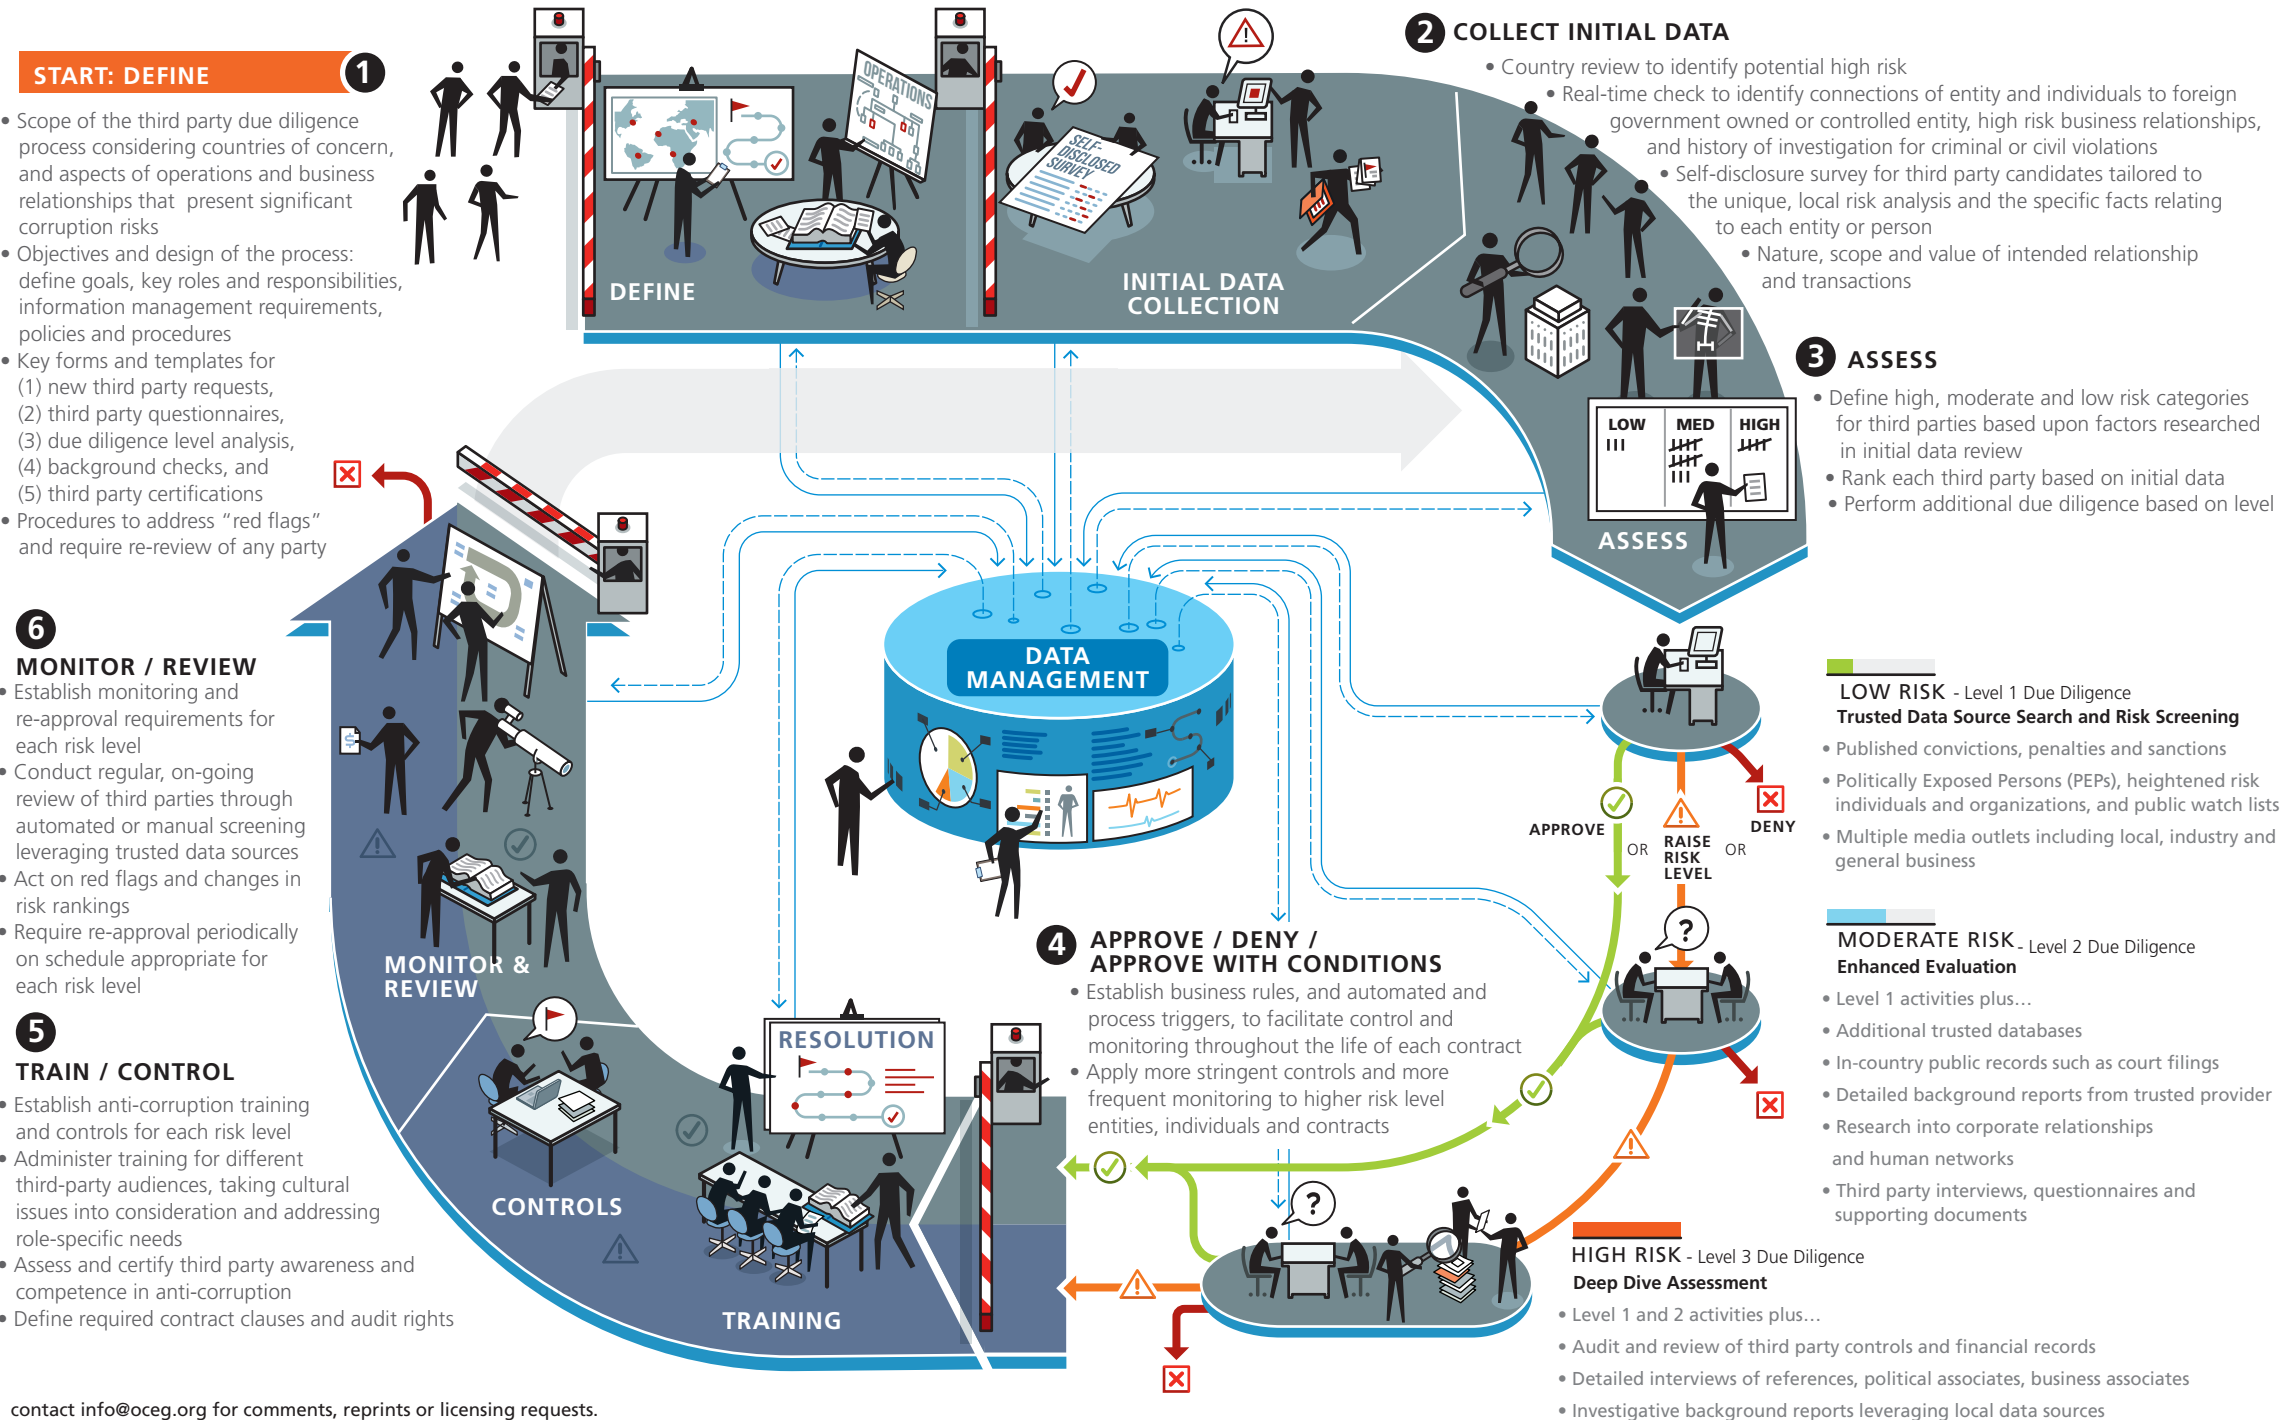 START: DEFINE
1
• Scope of the third party due diligence
process considering countries of concern,
and aspects of operations and business
relationships that present significant
corruption risks
• Objectives and design of the process:
define goals, key roles and responsibilities,
information management requirements,
policies and procedures
• Key forms and templates for
(1) new third party requests,
(2) third party questionnaires,
(3) due diligence level analysis,
(4) background checks, and
(5) third party certifications
• Procedures to address “red flags”
and require re-review of any party
OPERATIONS
DEFINE
SELF-
DISCLOSED
SURVEY
INITIAL DATA
COLLECTION
2 COLLECT INITIAL DATA
• Country review to identify potential high risk
• Real-time check to identify connections of entity and individuals to foreign
government owned or controlled entity, high risk business relationships,
and history of investigation for criminal or civil violations
• Self-disclosure survey for third party candidates tailored to
the unique, local risk analysis and the specific facts relating
to each entity or person
• Nature, scope and value of intended relationship
and transactions
3 ASSESS
• Define high, moderate and low risk categories
for third parties based upon factors researched
in initial data review
• Rank each third party based on initial data
• Perform additional due diligence based on level
LOW MED HIGH
ASSESS
DATA
MANAGEMENT
LOW RISK - Level 1 Due Diligence
Trusted Data Source Search and Risk Screening
• Published convictions, penalties and sanctions
• Politically Exposed Persons (PEPs), heightened risk
individuals and organizations, and public watch lists
• Multiple media outlets including local, industry and
general business
APPROVE
OR
RAISE
RISK
LEVEL
OR
DENY
?
MODERATE RISK - Level 2 Due Diligence
Enhanced Evaluation
• Level 1 activities plus...
• Additional trusted databases
• In-country public records such as court filings
• Detailed background reports from trusted provider
• Research into corporate relationships
and human networks
• Third party interviews, questionnaires and
supporting documents
?
HIGH RISK - Level 3 Due Diligence
Deep Dive Assessment
• Level 1 and 2 activities plus...
• Audit and review of third party controls and financial records
• Detailed interviews of references, political associates, business associates
• Investigative background reports leveraging local data sources
4 APPROVE / DENY /
APPROVE WITH CONDITIONS
• Establish business rules, and automated and
process triggers, to facilitate control and
monitoring throughout the life of each contract
• Apply more stringent controls and more
frequent monitoring to higher risk level
entities, individuals and contracts
RESOLUTION
TRAINING
CONTROLS
MONITOR &
REVIEW
$
6
MONITOR / REVIEW
• Establish monitoring and
re-approval requirements for
each risk level
• Conduct regular, on-going
review of third parties through
automated or manual screening
leveraging trusted data sources
• Act on red flags and changes in
risk rankings
• Require re-approval periodically
on schedule appropriate for
each risk level
5
TRAIN / CONTROL
• Establish anti-corruption training
and controls for each risk level
• Administer training for different
third-party audiences, taking cultural
issues into consideration and addressing
role-specific needs
• Assess and certify third party awareness and
competence in anti-corruption
• Define required contract clauses and audit rights
contact info@oceg.org for comments, reprints or licensing requests.